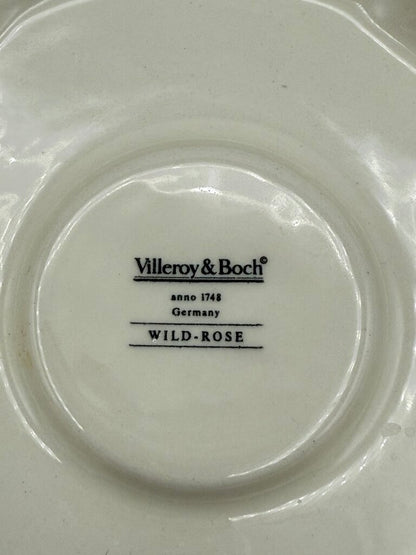 Villeroy & Boch©
anno 1748
Germany
WILD-ROSE